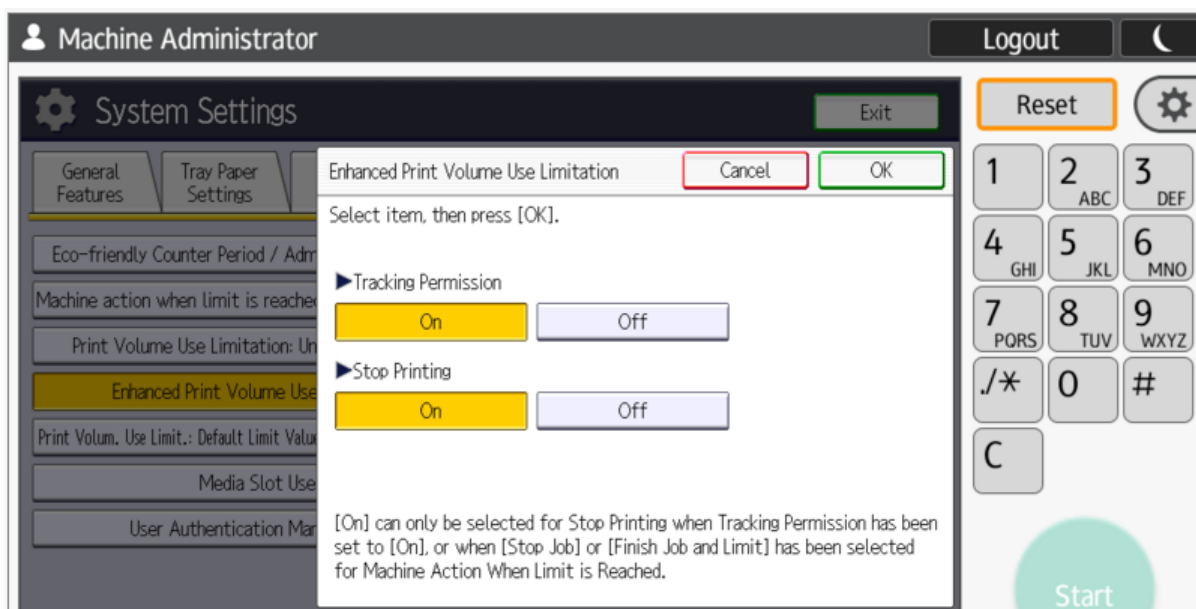 Machine Administrator
Logout
System Settings
Exit
Reset
General
Features
Tray Paper
Settings
Enhanced Print Volume Use Limitation
Cancel
OK
Select item, then press [OK].
Eco-friendly Counter Period / Adm
Machine action when limit is reache
Print Volume Use Limitation: Un
Enhanced Print Volume Use
Print Volum. Use Limit.: Default Limit Value
Media Slot Use
User Authentication Mar
▶Tracking Permission
On
Off
▶Stop Printing
On
Off
[On] can only be selected for Stop Printing when Tracking Permission has been
set to [On], or when [Stop Job] or [Finish Job and Limit] has been selected
for Machine Action When Limit is Reached.
1
2 ABC
3 DEF
4 GHI
5 JKL
6 MNO
7 PQRS
8 TUV
9 WXYZ
./*
0
#
C
Start